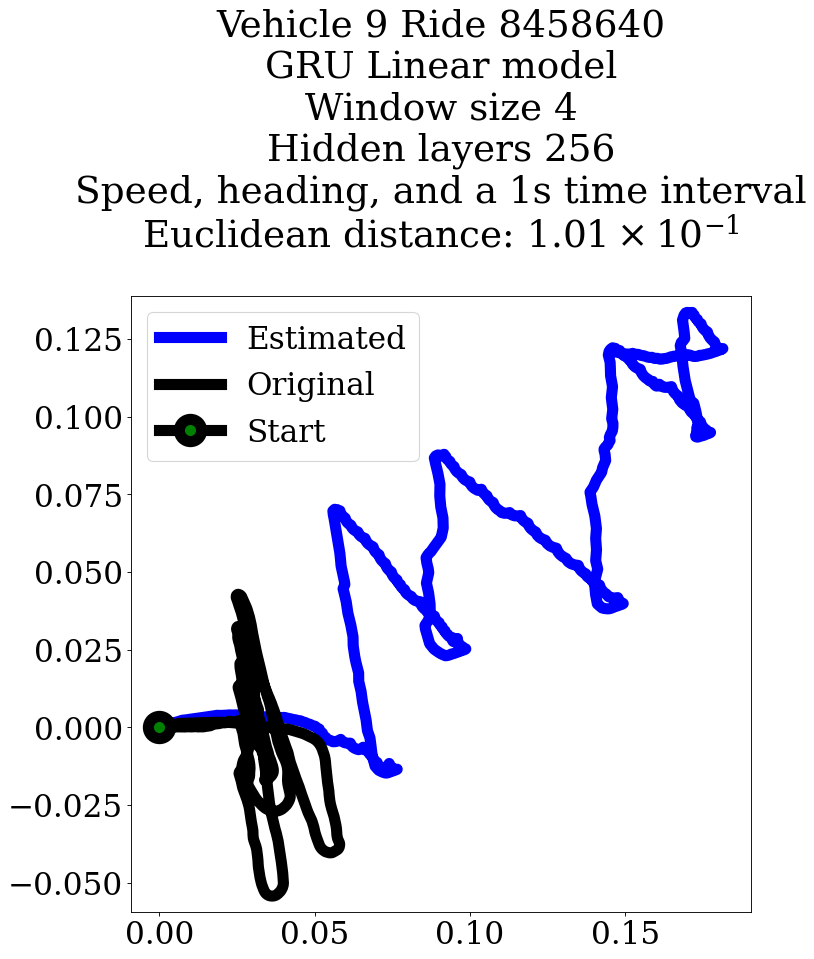 Vehicle 9 Ride 8458640
GRU Linear model
Window size 4
Hidden layers 256
Speed, heading, and a 1s time interval
Euclidean distance: 1.01 × 10⁻¹
Estimated
Original
Start
0.125
0.100
0.075
0.050
0.025
0.000
−0.025
−0.050
0.00 0.05 0.10 0.15